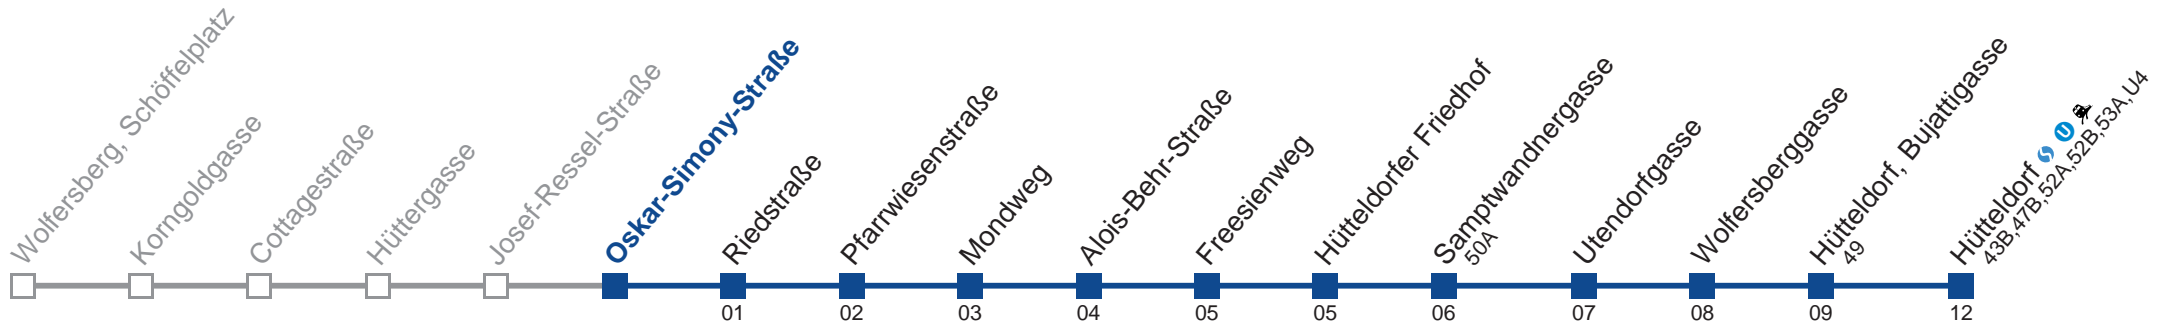 Wolfersberg, Schöffelplatz
Korngoldgasse
Cottagestraße
Hüttergasse
Josef-Ressel-Straße
Oskar-Simony-Straße
Riedstraße
Pfarrwiesenstraße
Mondweg
Alois-Behr-Straße
Freesienweg
Hütteldorfer Friedhof
Samptwandnergasse
50A
Utendorfgasse
Wolfersberggasse
Hütteldorf, Bujattigasse
49
Hütteldorf S U
43B,47B,52A,52B,53A,U4
01 02 03 04 05 05 06 07 08 09 12